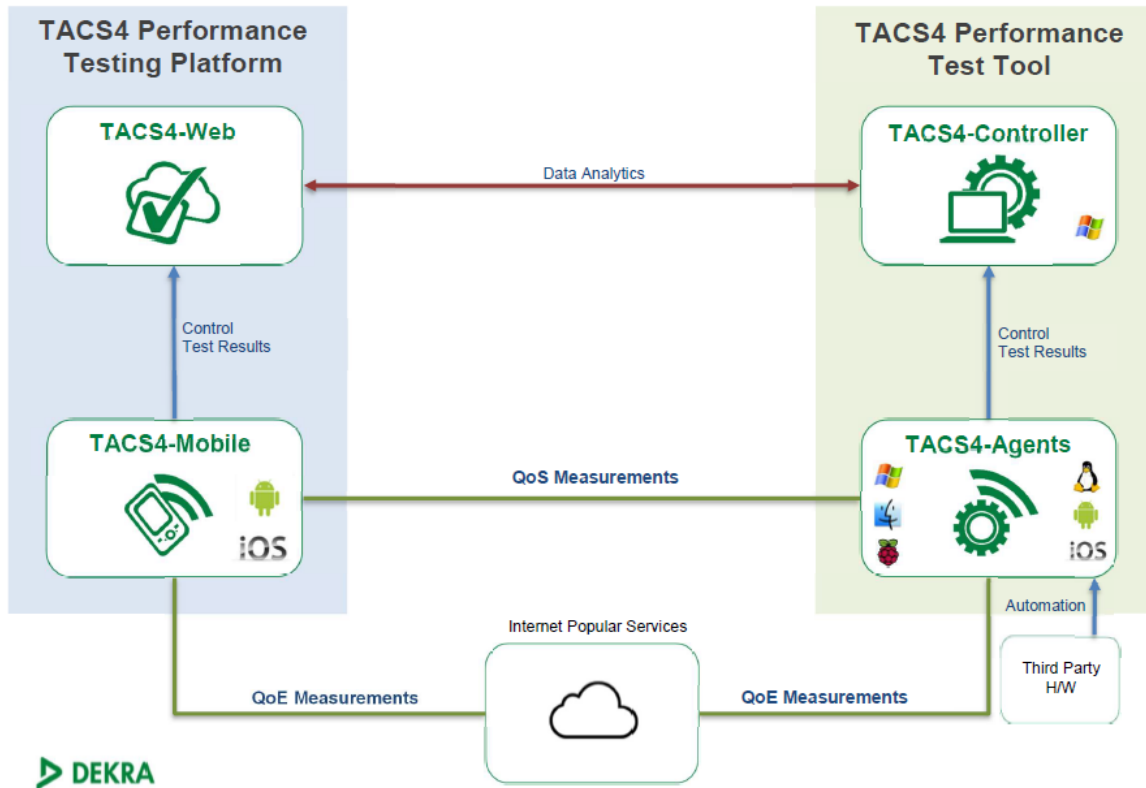 TACS4 Performance
Testing Platform
TACS4 Performance
Test Tool
TACS4-Web
TACS4-Controller
Data Analytics
Control
Test Results
Control
Test Results
TACS4-Mobile
TACS4-Agents
iOS
QoS Measurements
iOS
Automation
Internet Popular Services
Third Party
H/W
QoE Measurements
QoE Measurements
DEKRA